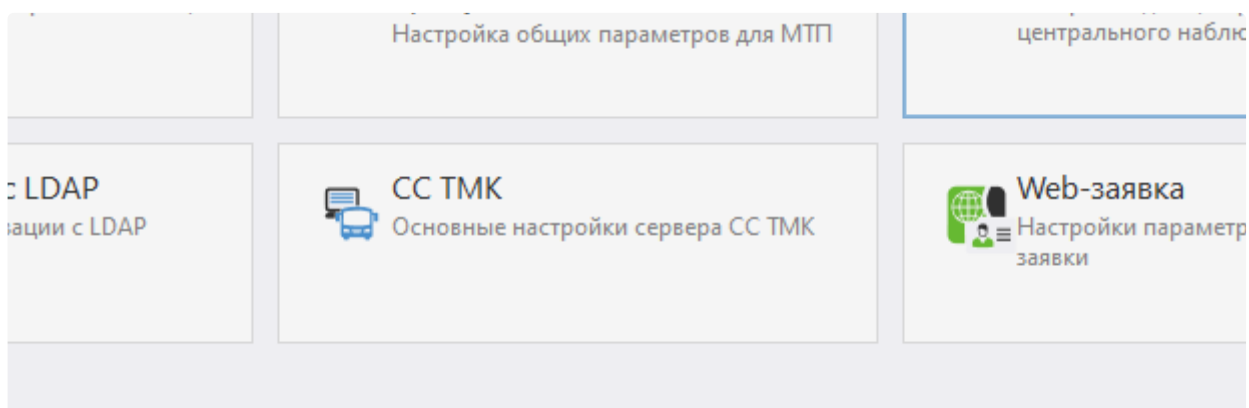 Настройка общих параметров для МТП
центрального наблю
с LDAP
зации с LDAP
СС ТМК
Основные настройки сервера СС ТМК
Web-заявка
Настройки параметр
заявки